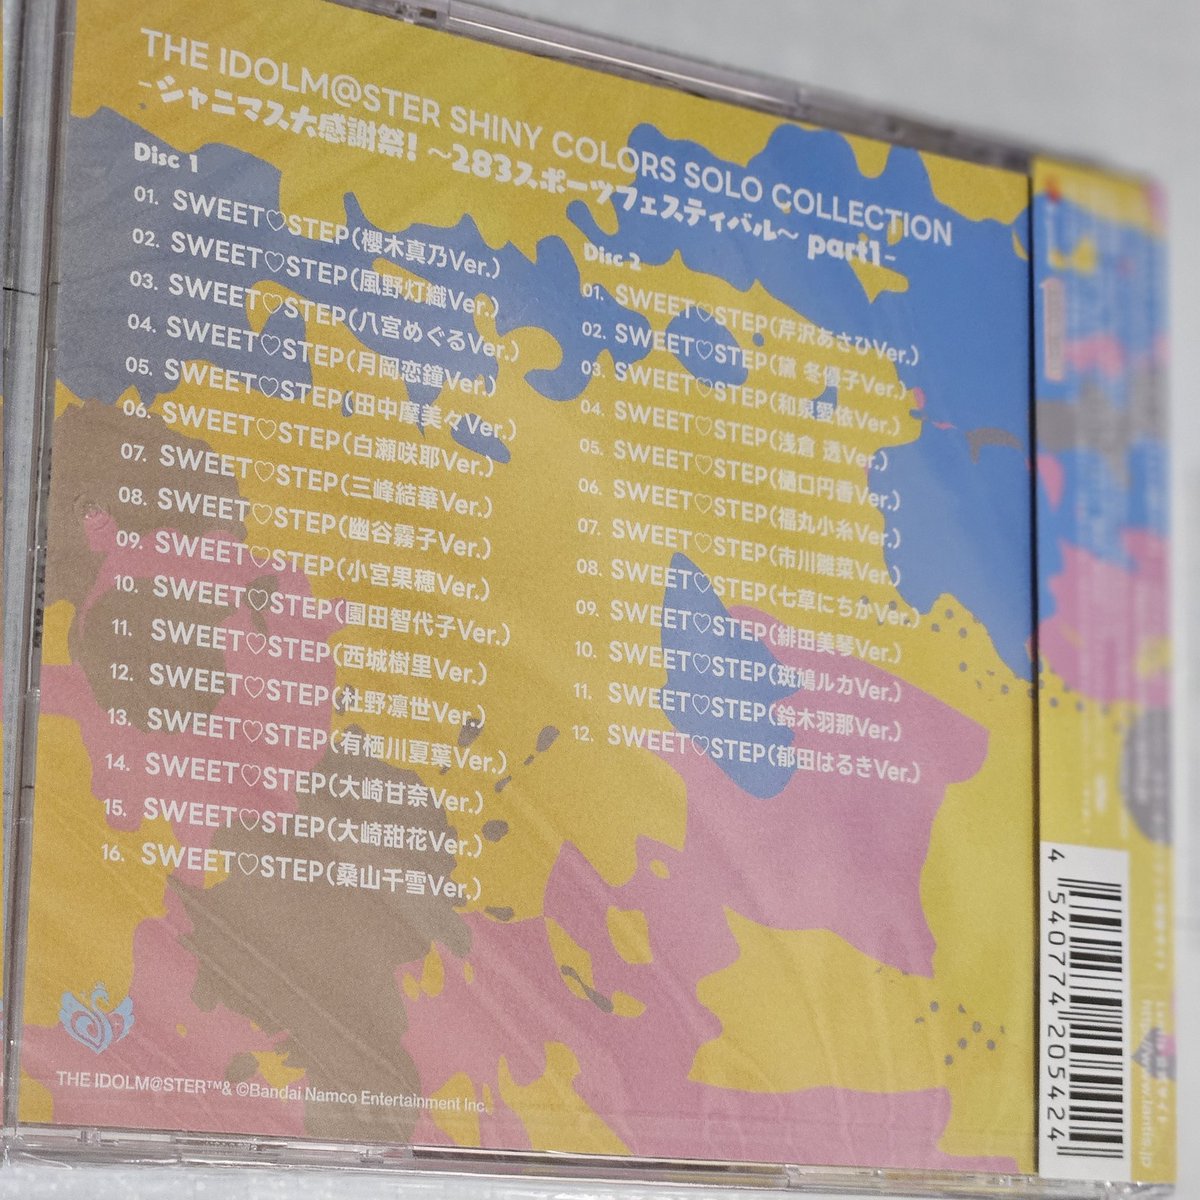 THE IDOLM@STER SHINY COLORS SOLO COLLECTION
-シャニマス大感謝祭! ～283スポーツフェスティバル～ part1-
Disc 1
01. SWEET♡STEP(櫻木真乃Ver.)
02. SWEET♡STEP(風野灯織Ver.)
03. SWEET♡STEP(八宮めぐるVer.)
04. SWEET♡STEP(月岡恋鐘Ver.)
05. SWEET♡STEP(田中摩美々Ver.)
06. SWEET♡STEP(白瀬咲耶Ver.)
07. SWEET♡STEP(三峰結華Ver.)
08. SWEET♡STEP(幽谷霧子Ver.)
09. SWEET♡STEP(小宮果穂Ver.)
10. SWEET♡STEP(園田智代子Ver.)
11. SWEET♡STEP(西城樹里Ver.)
12. SWEET♡STEP(杜野凛世Ver.)
13. SWEET♡STEP(有栖川夏葉Ver.)
14. SWEET♡STEP(大崎甘奈Ver.)
15. SWEET♡STEP(大崎甜花Ver.)
16. SWEET♡STEP(桑山千雪Ver.)
Disc 2
01. SWEET♡STEP(芹沢あさひVer.)
02. SWEET♡STEP(黛 冬優子Ver.)
03. SWEET♡STEP(和泉愛依Ver.)
04. SWEET♡STEP(浅倉 透Ver.)
05. SWEET♡STEP(樋口円香Ver.)
06. SWEET♡STEP(福丸小糸Ver.)
07. SWEET♡STEP(市川雛菜Ver.)
08. SWEET♡STEP(七草にちかVer.)
09. SWEET♡STEP(緋田美琴Ver.)
10. SWEET♡STEP(斑鳩ルカVer.)
11. SWEET♡STEP(鈴木羽那Ver.)
12. SWEET♡STEP(郁田はるきVer.)
THE IDOLM@STER™& ©Bandai Namco Entertainment Inc.
4 540774 205424